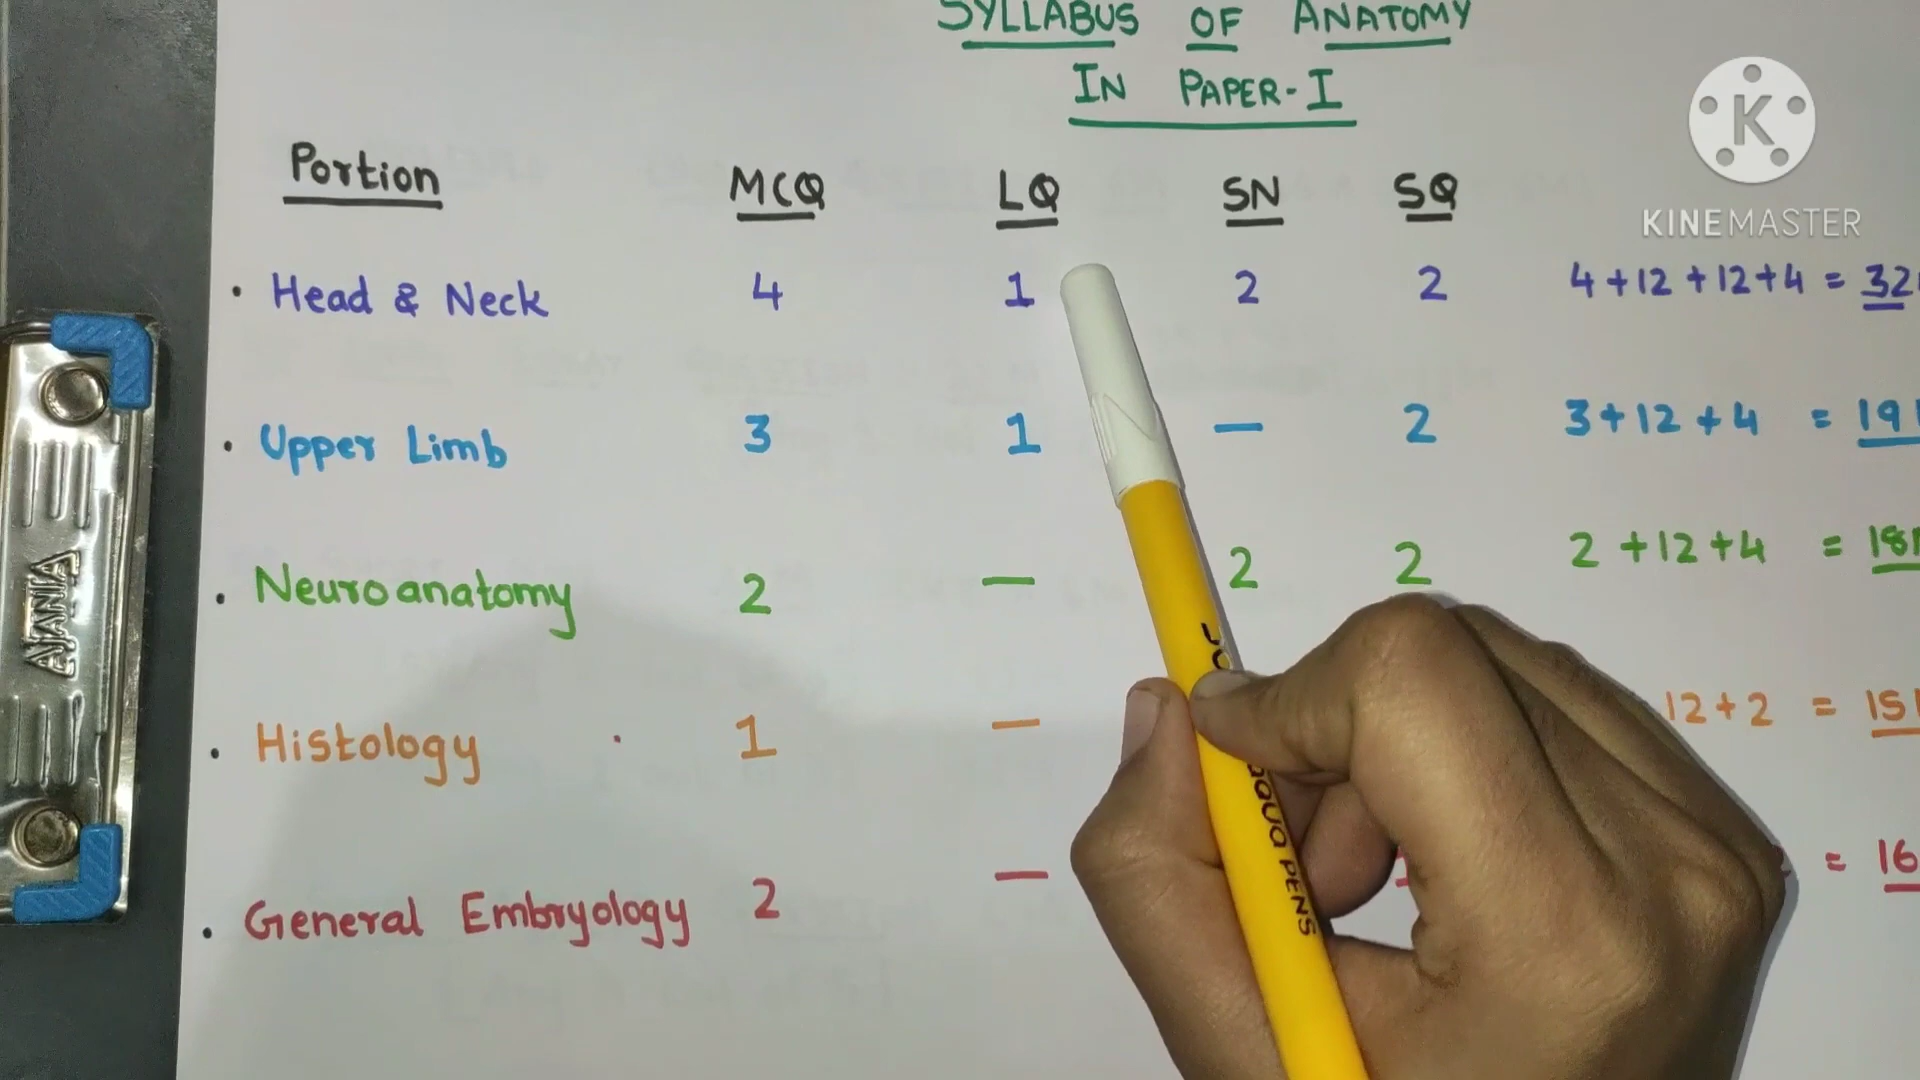 SYLLABUS OF ANATOMY
IN PAPER-I
KINEMASTER
Portion MCQ LQ SN SQ
• Head & Neck 4 1 2 2 4+12+12+4 = 32
• Upper Limb 3 1 — 2 3+12+4 = 19
• Neuroanatomy 2 — 2 2 2+12+4 = 18
• Histology 1 — 12+2 = 15
• General Embryology 2 — = 16
AJANTA
AQUA PENS